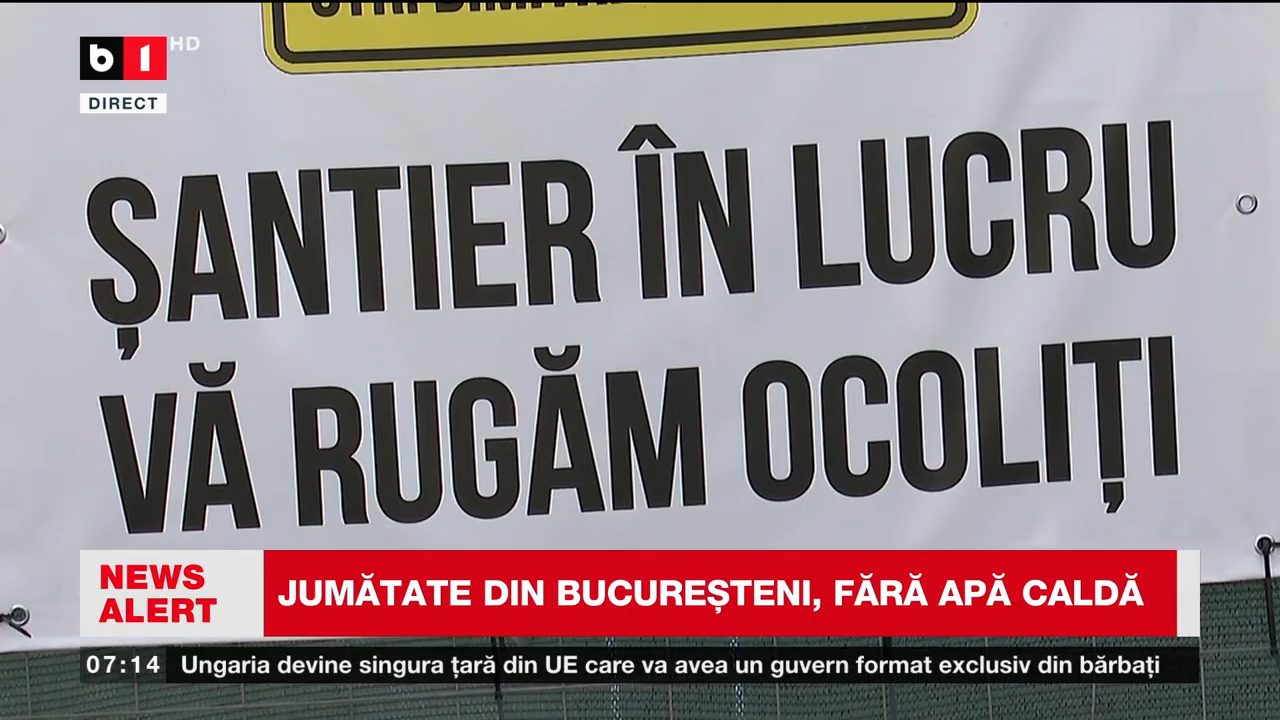 b1 HD
DIRECT
ȘANTIER ÎN LUCRU
VĂ RUGĂM OCOLIȚI
NEWS
ALERT
JUMĂTATE DIN BUCUREȘTENI, FĂRĂ APĂ CALDĂ
07:14 Ungaria devine singura țară din UE care va avea un guvern format exclusiv din bărbați